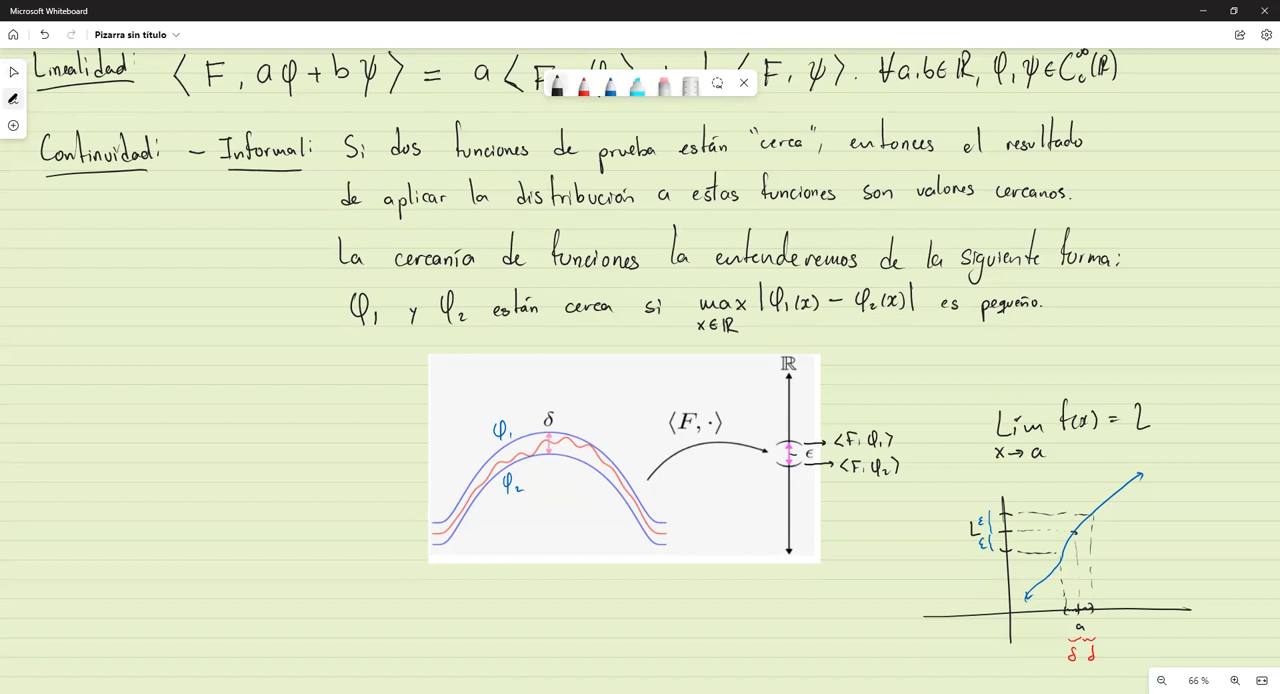 Microsoft Whiteboard
Pizarra sin título
Linealidad: ⟨F, aφ + bψ⟩ = a⟨F, φ⟩ ⟨F, ψ⟩. ∀a,b∈ℝ, φ,ψ∈C_c^∞(ℝ)
Continuidad: - Informal: Si dos funciones de prueba están "cerca", entonces el resultado
de aplicar la distribución a estas funciones son valores cercanos.
La cercanía de funciones la entenderemos de la siguiente forma:
φ₁ y φ₂ están cerca si max |φ₁(x) - φ₂(x)| es pequeño.
x∈ℝ
ℝ
φ₁ δ ⟨F, ·⟩
⟨F, φ₁⟩
ϵ
⟨F, φ₂⟩
φ₂
Lím f(x) = L
x→a
ε
L
ε
a
δ δ
66 %